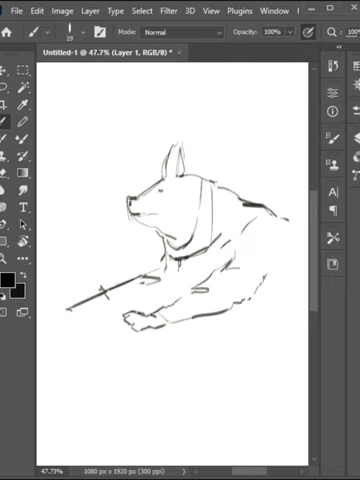 File Edit Image Layer Type Select Filter 3D View Plugins Window
19 Mode: Normal Opacity: 100%
Untitled-1 @ 47.7% (Layer 1, RGB/8) * ×
47.73% 1080 px x 1920 px (300 ppi)